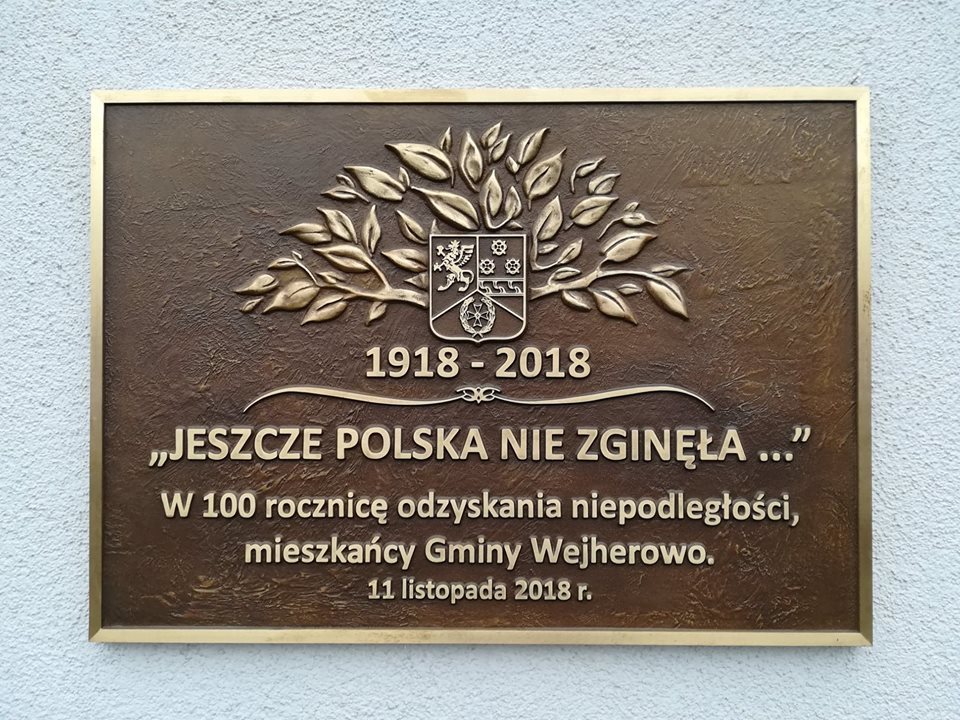 1918 - 2018
„JESZCZE POLSKA NIE ZGINĘŁA ...”
W 100 rocznicę odzyskania niepodległości,
mieszkańcy Gminy Wejherowo.
11 listopada 2018 r.